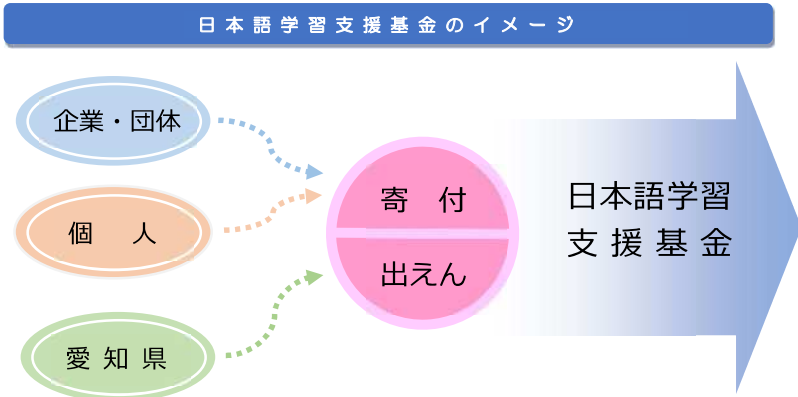 日本語学習支援基金のイメージ
企業・団体
個　人
愛知県
寄　付
出えん
日本語学習
支援基金